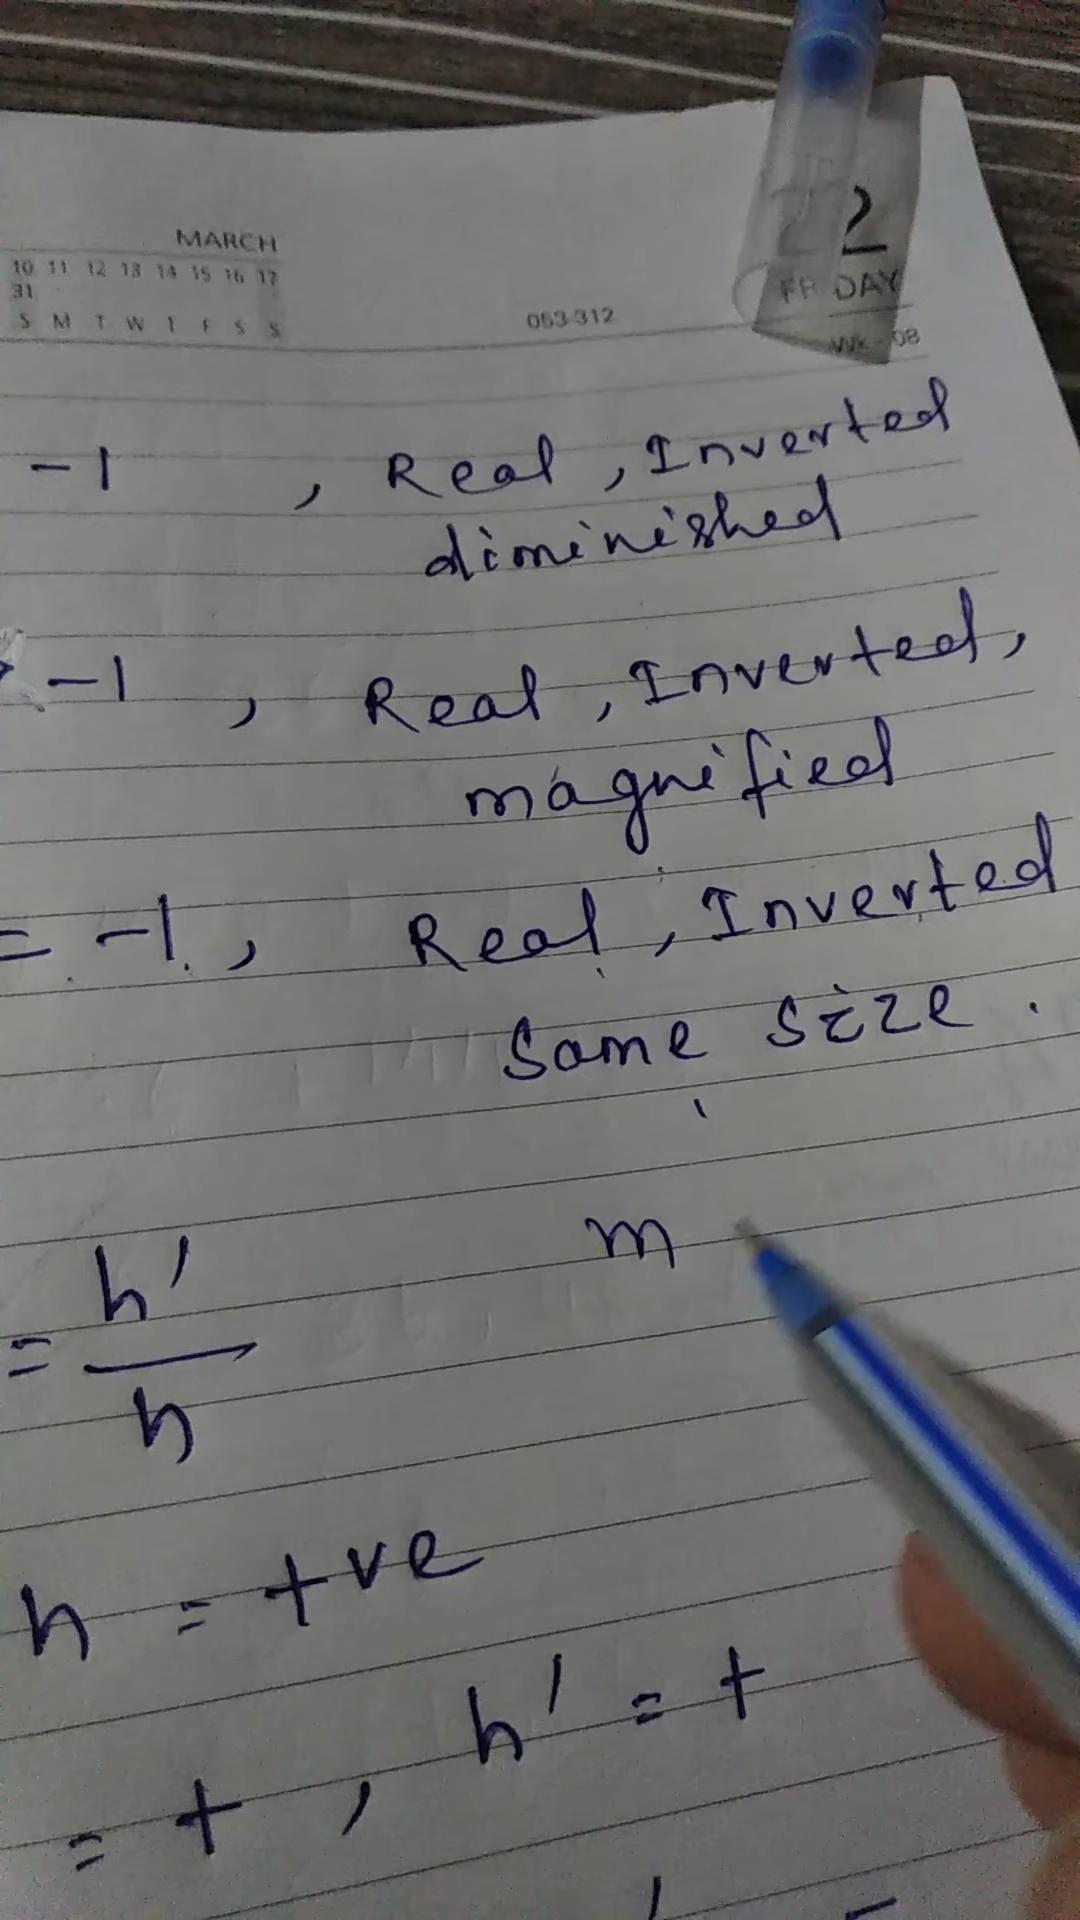 MARCH
10 11 12 13 14 15 16 17
31
S M T W T F S S
053-312
22
FRIDAY
Wk - 08
-1 , Real , Inverted
diminished
-1 , Real , Inverted,
magnified
= -1 , Real , Inverted
Same size .
= h'/h
m
h = +ve
= + , h' = +